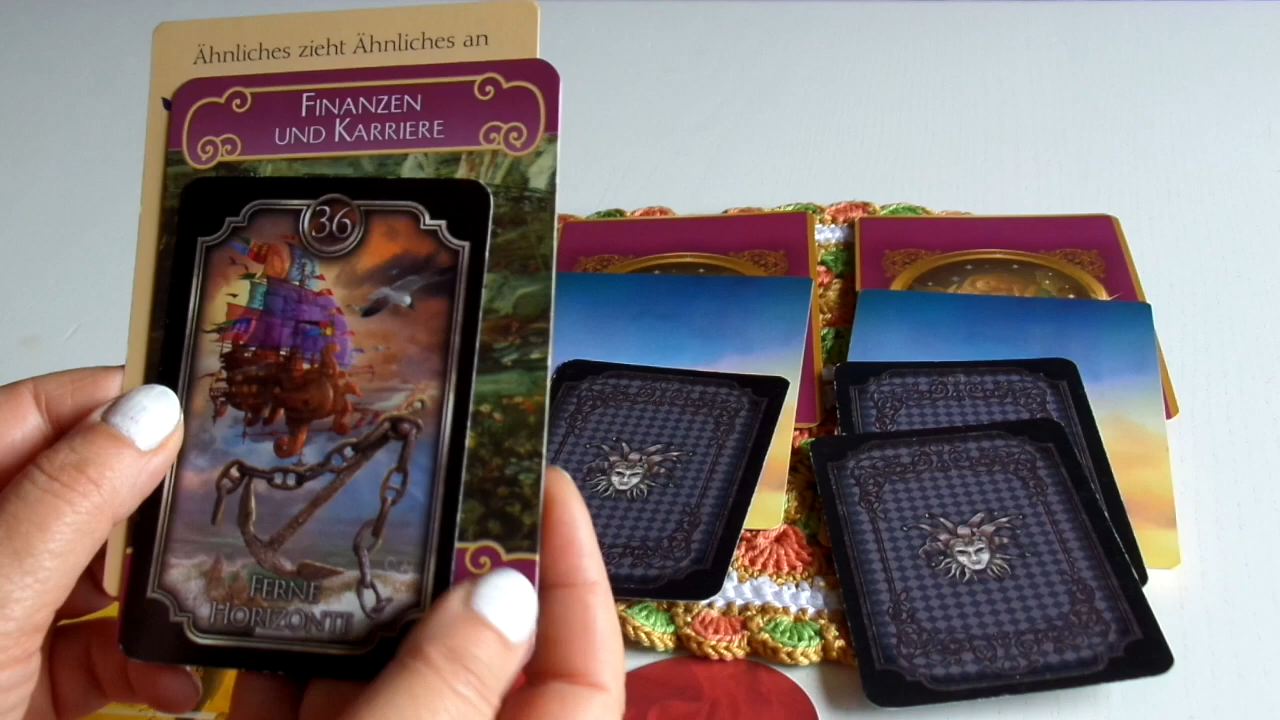 Ähnliches zieht Ähnliches an
FINANZEN
UND KARRIERE
36
FERNE
HORIZONTE